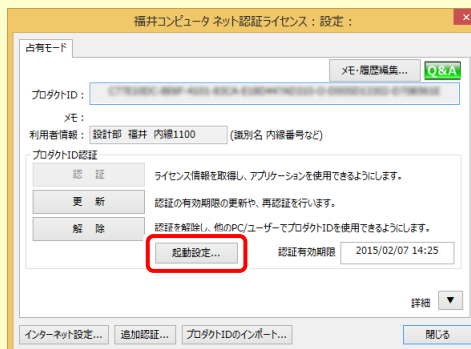 福井コンピュータ ネット認証ライセンス：設定：
占有モード
メモ・履歴編集... Q&A
プロダクトID：
メモ：
利用者情報： 設計部 福井 内線1100 (識別名 内線番号など)
プロダクトID認証
認 証 ライセンス情報を取得し、アプリケーションを使用できるようにします。
更 新 認証の有効期限の更新や、再認証を行います。
解 除 認証を解除し、他のPC/ユーザーでプロダクトIDを使用できるようにします。
起動設定... 認証有効期限 2015/02/07 14:25
詳細 ▼
インターネット設定... 追加認証... プロダクトIDのインポート... 閉じる